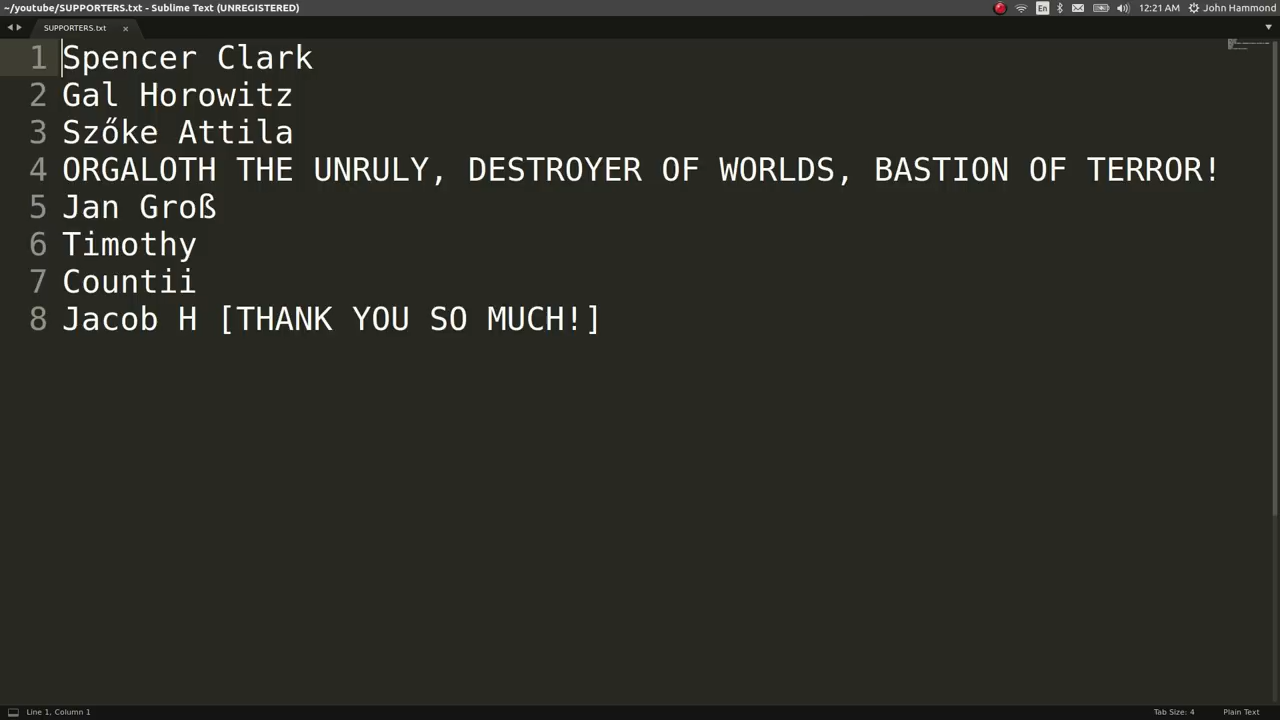 ~/youtube/SUPPORTERS.txt - Sublime Text (UNREGISTERED)
En
12:21 AM
John Hammond
SUPPORTERS.txt
1 Spencer Clark
2 Gal Horowitz
3 Szőke Attila
4 ORGALOTH THE UNRULY, DESTROYER OF WORLDS, BASTION OF TERROR!
5 Jan Groß
6 Timothy
7 Countii
8 Jacob H [THANK YOU SO MUCH!]
Line 1, Column 1
Tab Size: 4
Plain Text